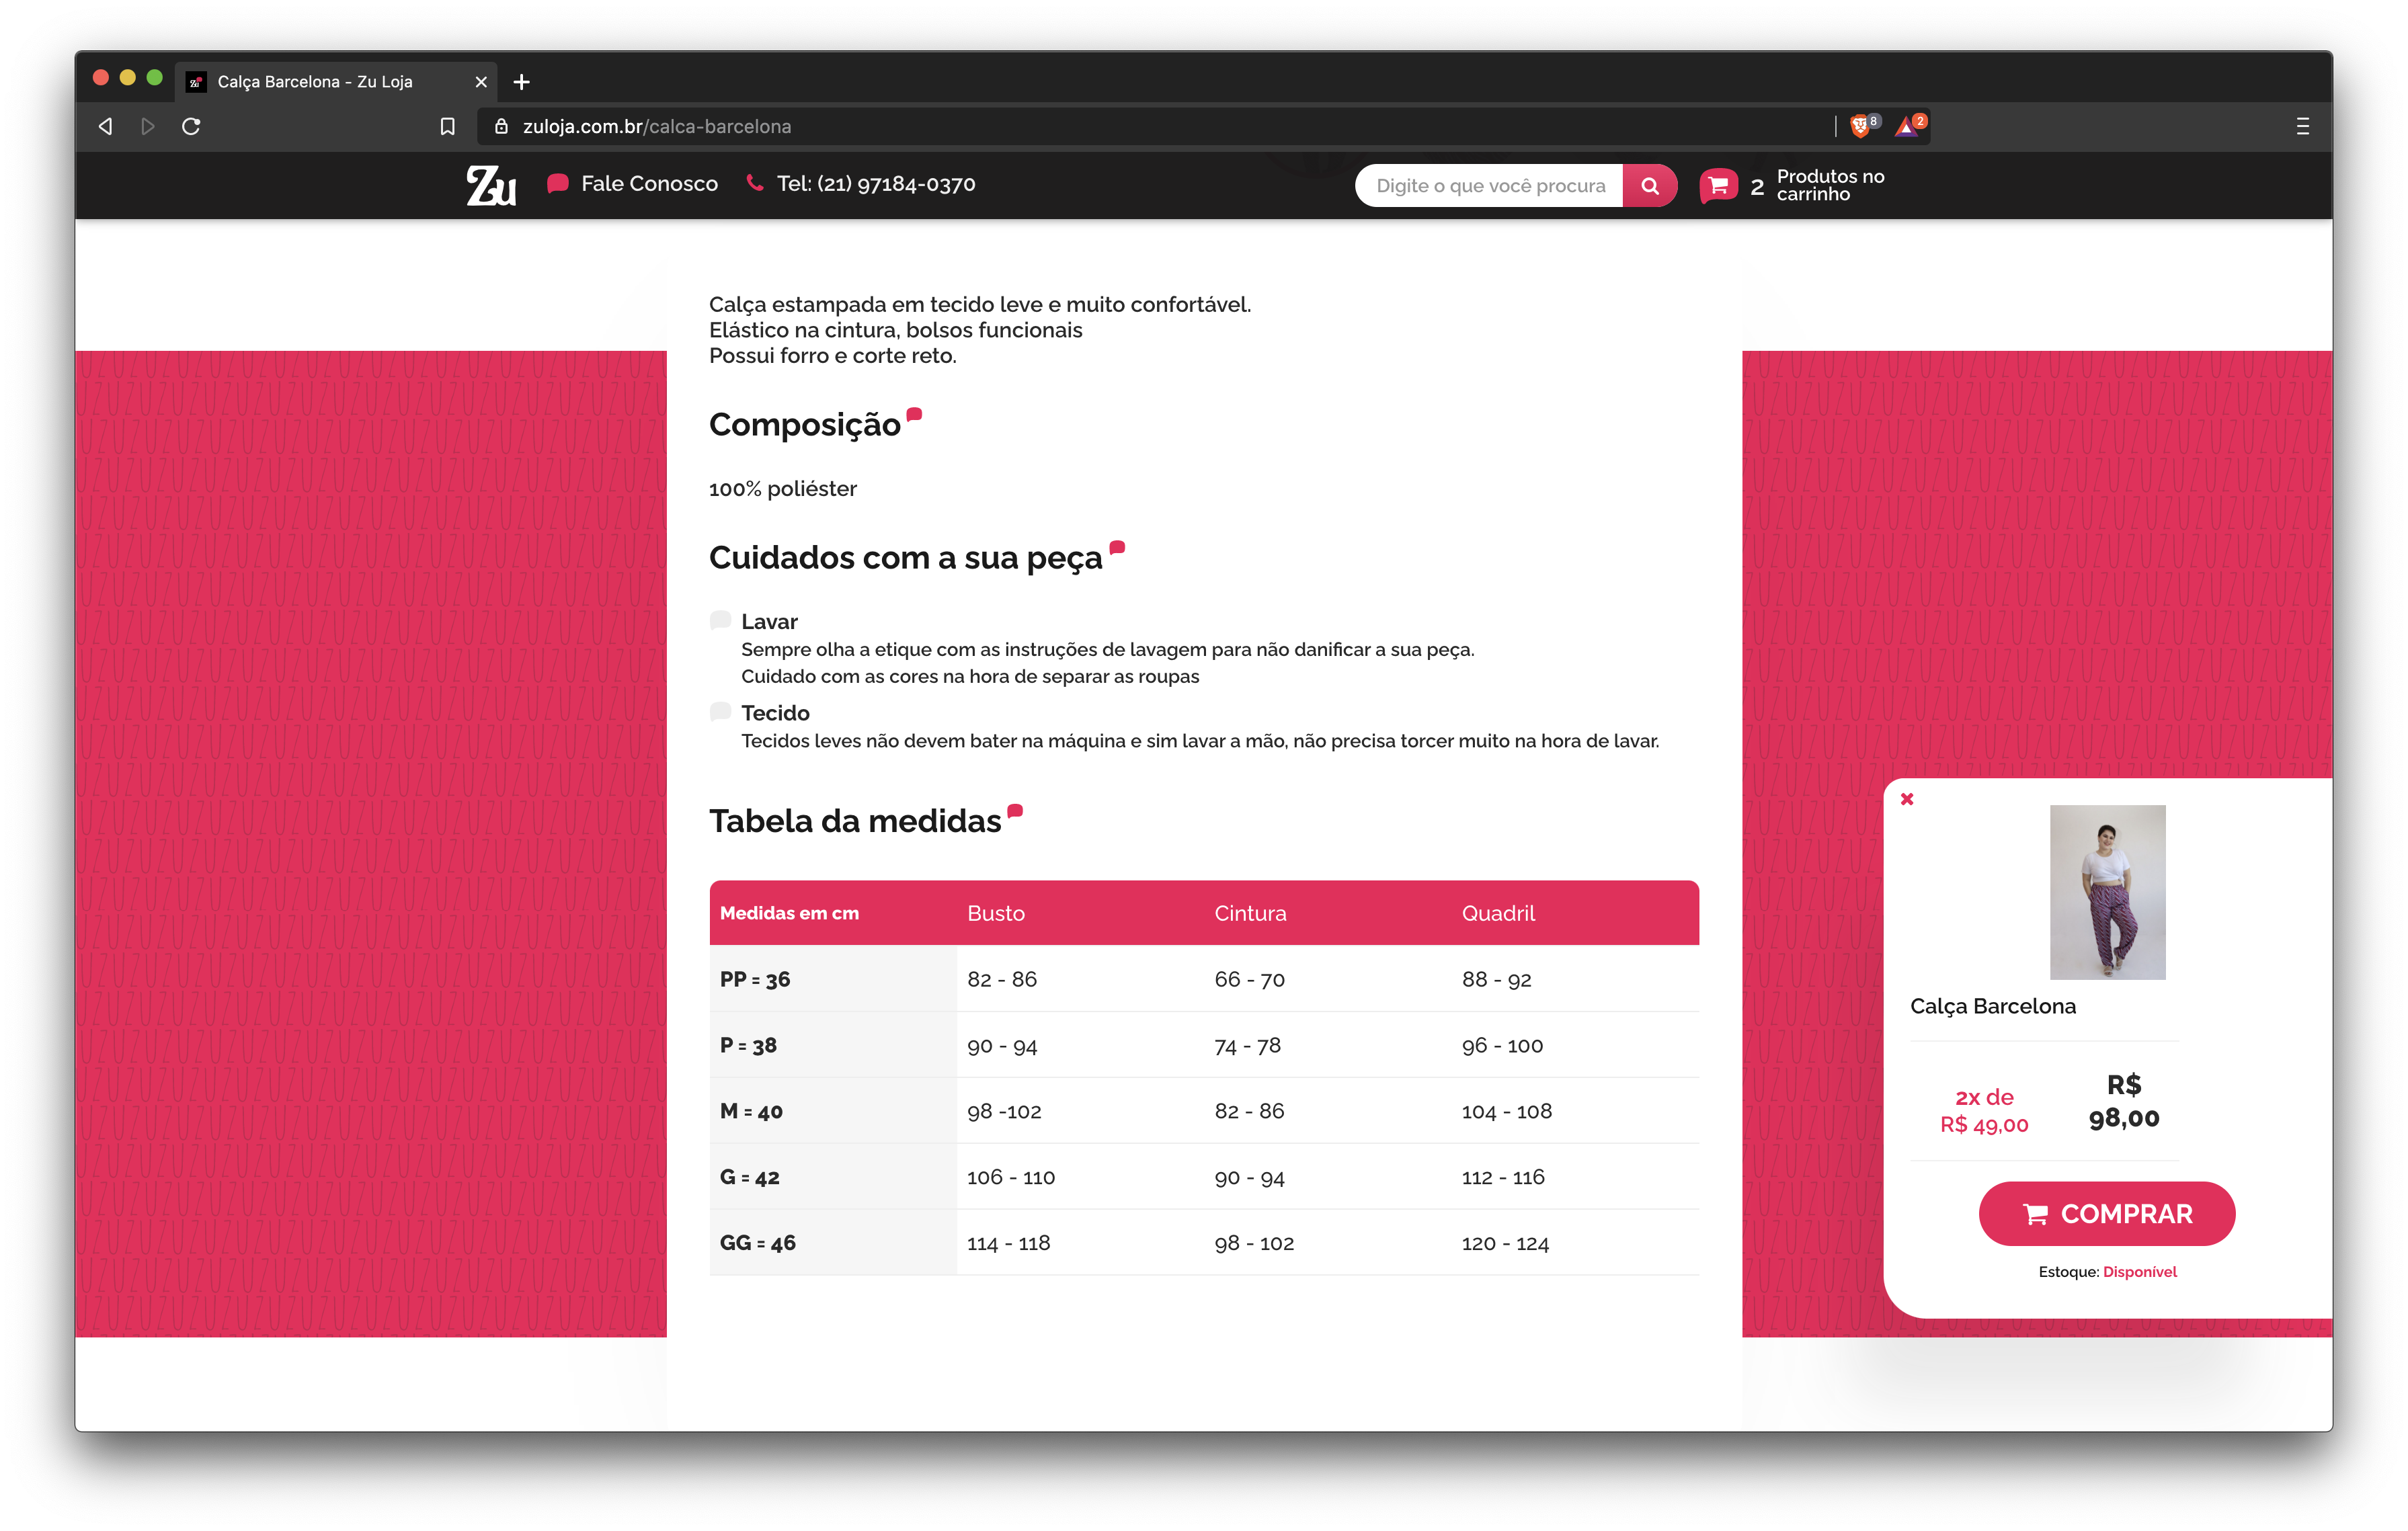 Calça Barcelona - Zu Loja
zuloja.com.br/calca-barcelona
8
2
Zu
Fale Conosco
Tel: (21) 97184-0370
Digite o que você procura
2
Produtos no
carrinho
Calça estampada em tecido leve e muito confortável.
Elástico na cintura, bolsos funcionais
Possui forro e corte reto.
Composição
100% poliéster
Cuidados com a sua peça
Lavar
Sempre olha a etique com as instruções de lavagem para não danificar a sua peça.
Cuidado com as cores na hora de separar as roupas
Tecido
Tecidos leves não devem bater na máquina e sim lavar a mão, não precisa torcer muito na hora de lavar.
Tabela da medidas
Medidas em cm Busto Cintura Quadril
PP = 36 82 - 86 66 - 70 88 - 92
P = 38 90 - 94 74 - 78 96 - 100
M = 40 98 -102 82 - 86 104 - 108
G = 42 106 - 110 90 - 94 112 - 116
GG = 46 114 - 118 98 - 102 120 - 124
Calça Barcelona
2x de
R$ 49,00
R$
98,00
COMPRAR
Estoque: Disponível